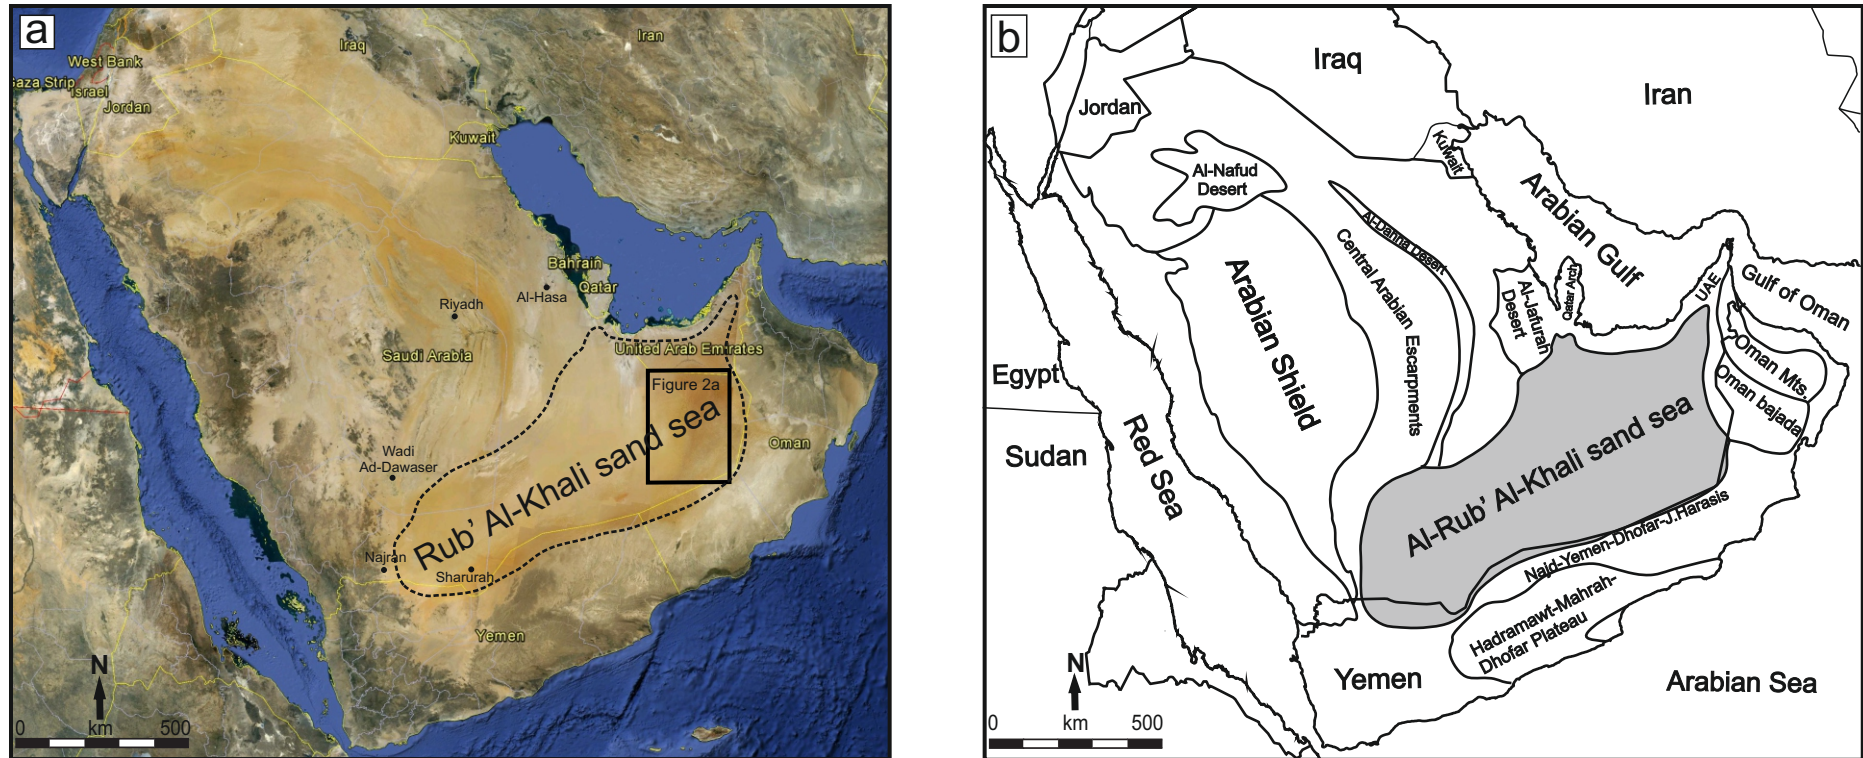 a
Iraq
Iran
West Bank
Gaza Strip
Israel
Jordan
Kuwait
Bahrain
Qatar
Riyadh
Al-Hasa
Saudi Arabia
United Arab Emirates
Figure 2a
Rub' Al-Khali sand sea
Oman
Wadi
Ad-Dawaser
Najran
Sharurah
Yemen
N
0 km 500
b
Iraq
Iran
Jordan
Kuwait
Al-Nafud
Desert
Arabian Gulf
Al-Dahna Desert
Central Arabian Escarpments
Arabian Shield
Al-Jafurah
Desert
Qatar Arch
UAE
Gulf of Oman
Oman Mts.
Oman bajada
Egypt
Sudan
Red Sea
Al-Rub' Al-Khali sand sea
Najd-Yemen-Dhofar-J.Harasis
Hadramawt-Mahrah-
Dhofar Plateau
Yemen
Arabian Sea
N
0 km 500